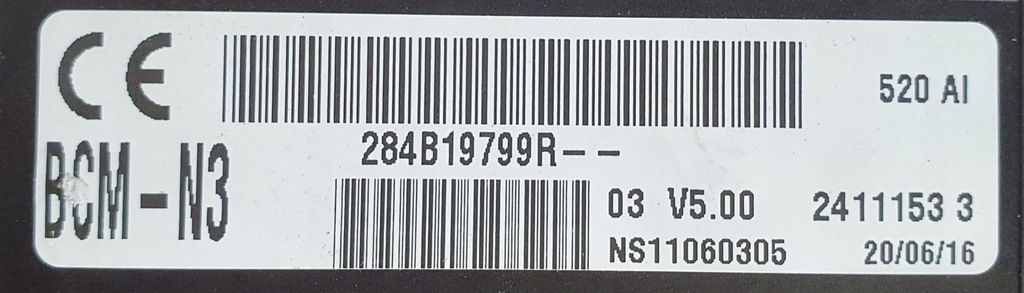 CE
520 AI
284B19799R--
BCM-N3
03 V5.00 2411153 3
NS11060305 20/06/16